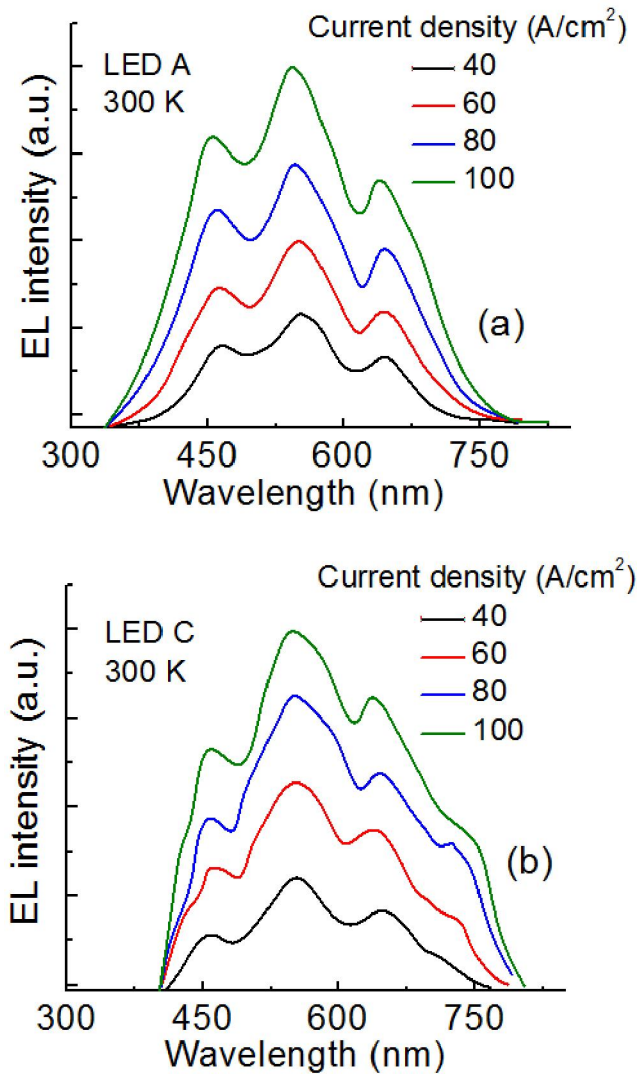 Current density (A/cm²)
LED A
300 K
40
60
80
100
(a)
EL intensity (a.u.)
300 450 600 750
Wavelength (nm)
Current density (A/cm²)
LED C
300 K
40
60
80
100
(b)
EL intensity (a.u.)
300 450 600 750
Wavelength (nm)